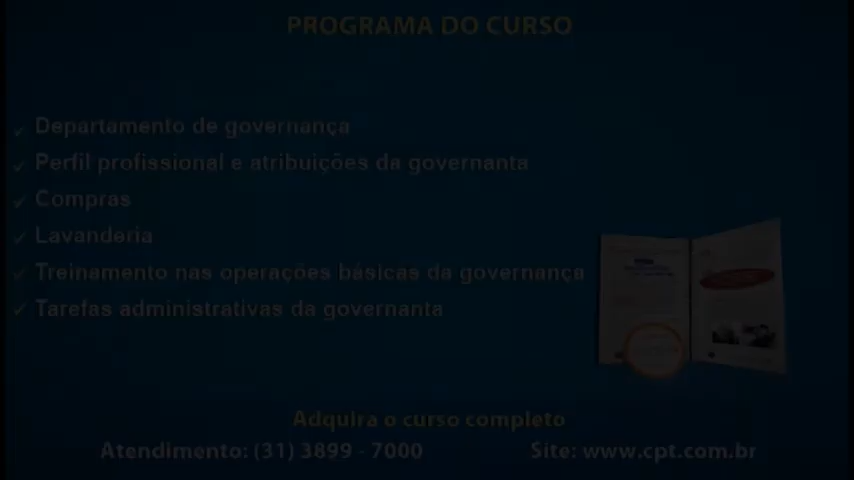 PROGRAMA DO CURSO
Departamento de governança
Perfil profissional e atribuições da governanta
Compras
Lavanderia
Treinamento nas operações básicas da governança
Tarefas administrativas da governanta
Adquira o curso completo
Atendimento: (31) 3899 - 7000
Site: www.cpt.com.br